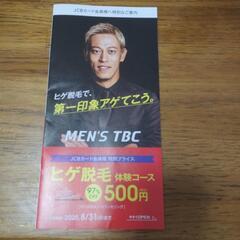 JCBカード会員様へ特別なご案内
ヒゲ脱毛で、
第一印象アゲてこう。
MEN'S TBC
JCBカード会員様 特別プライス
ヒゲ脱毛 体験コース
97% OFF 500円
2025.8/31